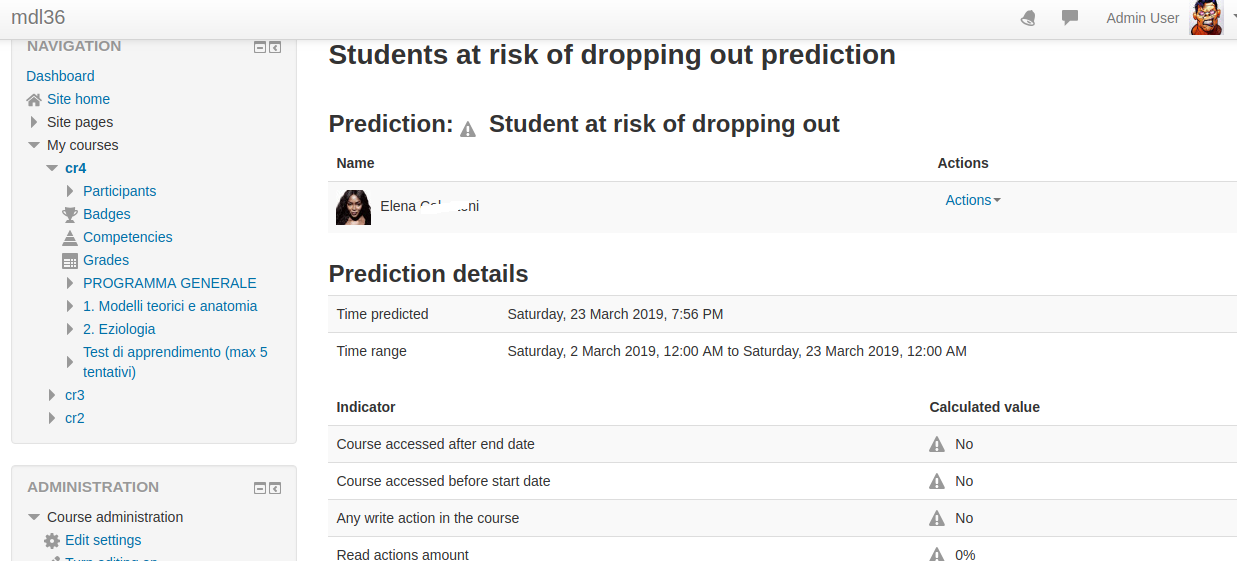 mdl36
Admin User
NAVIGATION
Dashboard
Site home
Site pages
My courses
cr4
Participants
Badges
Competencies
Grades
PROGRAMMA GENERALE
1. Modelli teorici e anatomia
2. Eziologia
Test di apprendimento (max 5
tentativi)
cr3
cr2
ADMINISTRATION
Course administration
Edit settings
Turn editing on
Students at risk of dropping out prediction
Prediction: Student at risk of dropping out
Name Actions
Elena
Actions
Prediction details
Time predicted Saturday, 23 March 2019, 7:56 PM
Time range Saturday, 2 March 2019, 12:00 AM to Saturday, 23 March 2019, 12:00 AM
Indicator Calculated value
Course accessed after end date No
Course accessed before start date No
Any write action in the course No
Read actions amount 0%